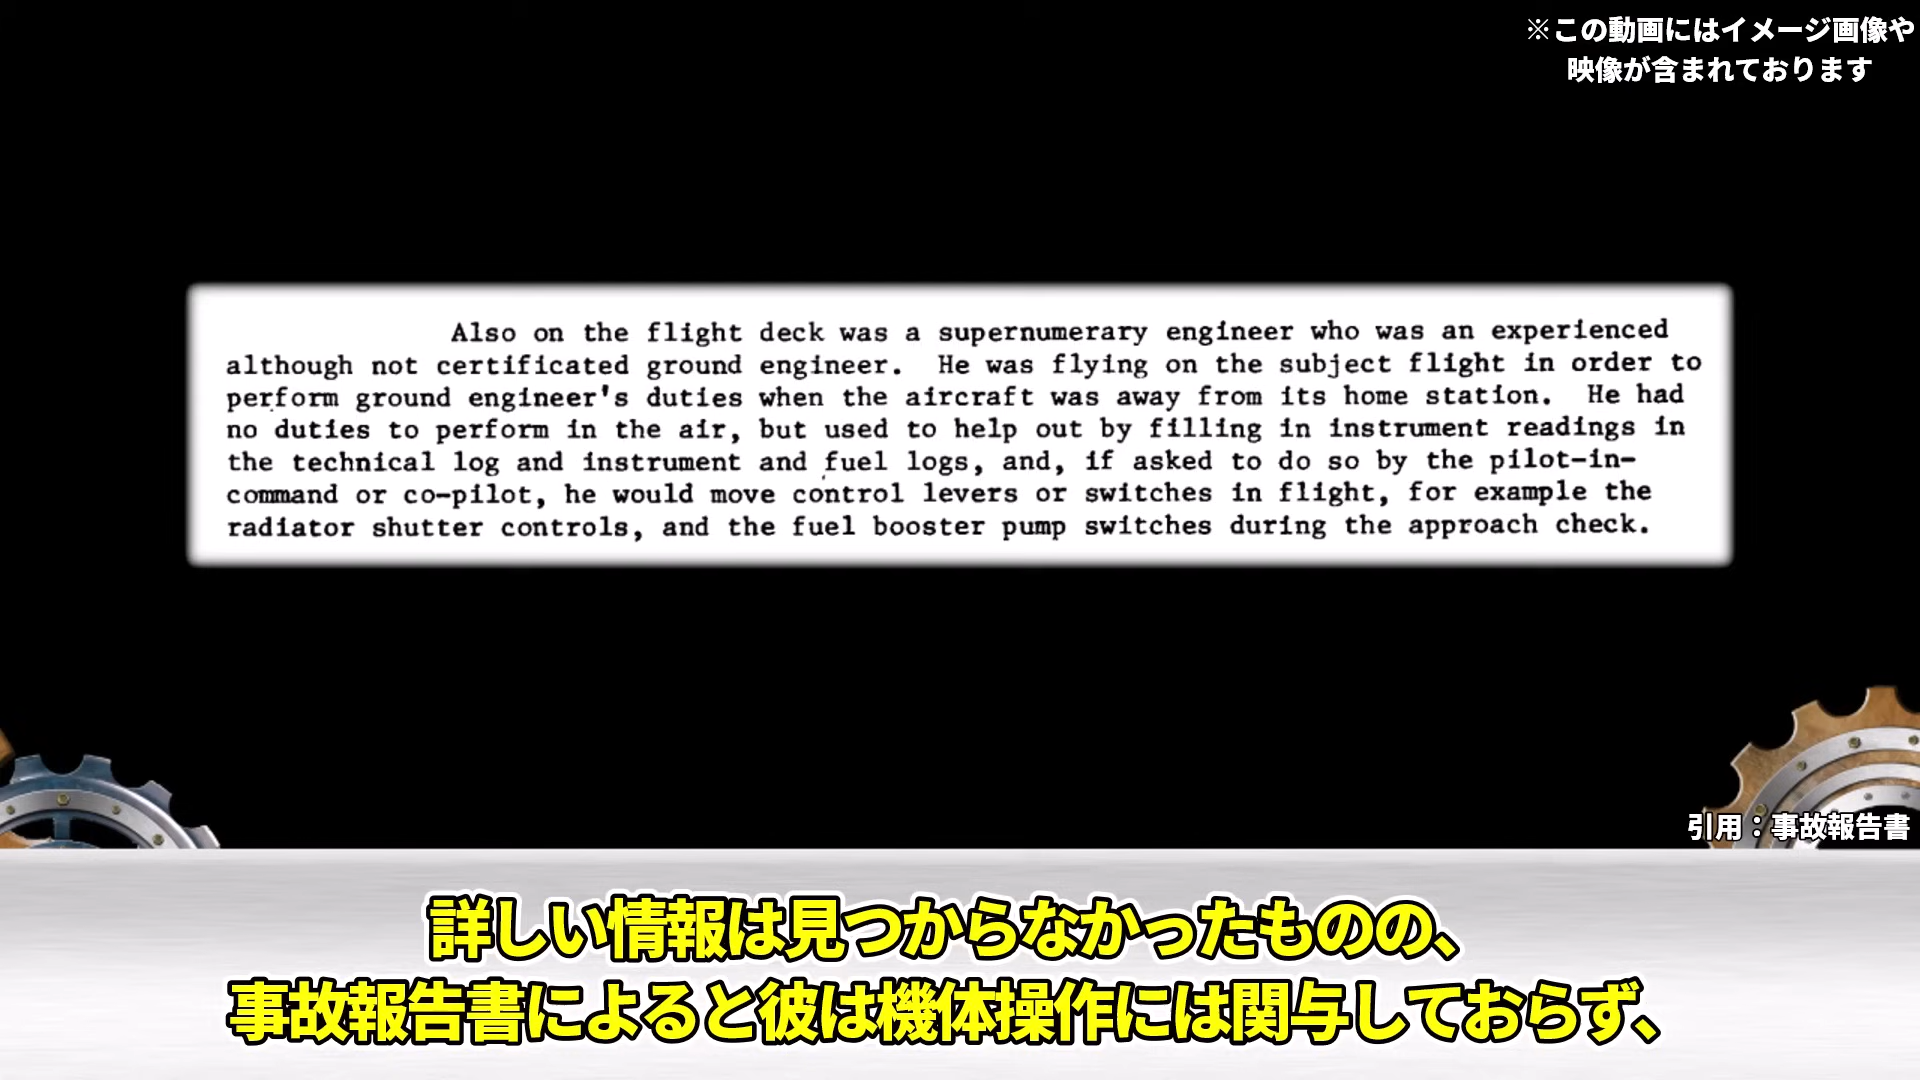 ※この動画にはイメージ画像や
映像が含まれております
Also on the flight deck was a supernumerary engineer who was an experienced
although not certificated ground engineer. He was flying on the subject flight in order to
perform ground engineer's duties when the aircraft was away from its home station. He had
no duties to perform in the air, but used to help out by filling in instrument readings in
the technical log and instrument and fuel logs, and, if asked to do so by the pilot-in-
command or co-pilot, he would move control levers or switches in flight, for example the
radiator shutter controls, and the fuel booster pump switches during the approach check.
引用：事故報告書
詳しい情報は見つからなかったものの、
事故報告書によると彼は機体操作には関与しておらず、